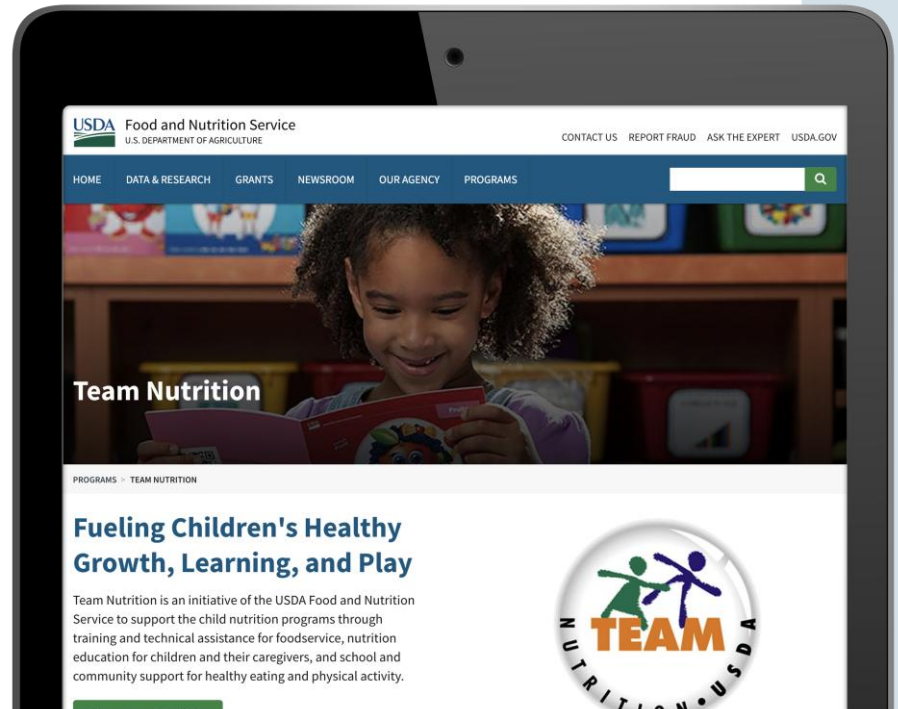 USDA Food and Nutrition Service
U.S. DEPARTMENT OF AGRICULTURE
CONTACT US REPORT FRAUD ASK THE EXPERT USDA.GOV
HOME DATA & RESEARCH GRANTS NEWSROOM OUR AGENCY PROGRAMS
Team Nutrition
PROGRAMS > TEAM NUTRITION
Fueling Children's Healthy
Growth, Learning, and Play
Team Nutrition is an initiative of the USDA Food and Nutrition
Service to support the child nutrition programs through
training and technical assistance for foodservice, nutrition
education for children and their caregivers, and school and
community support for healthy eating and physical activity.
TEAM
NUTRITION • USDA